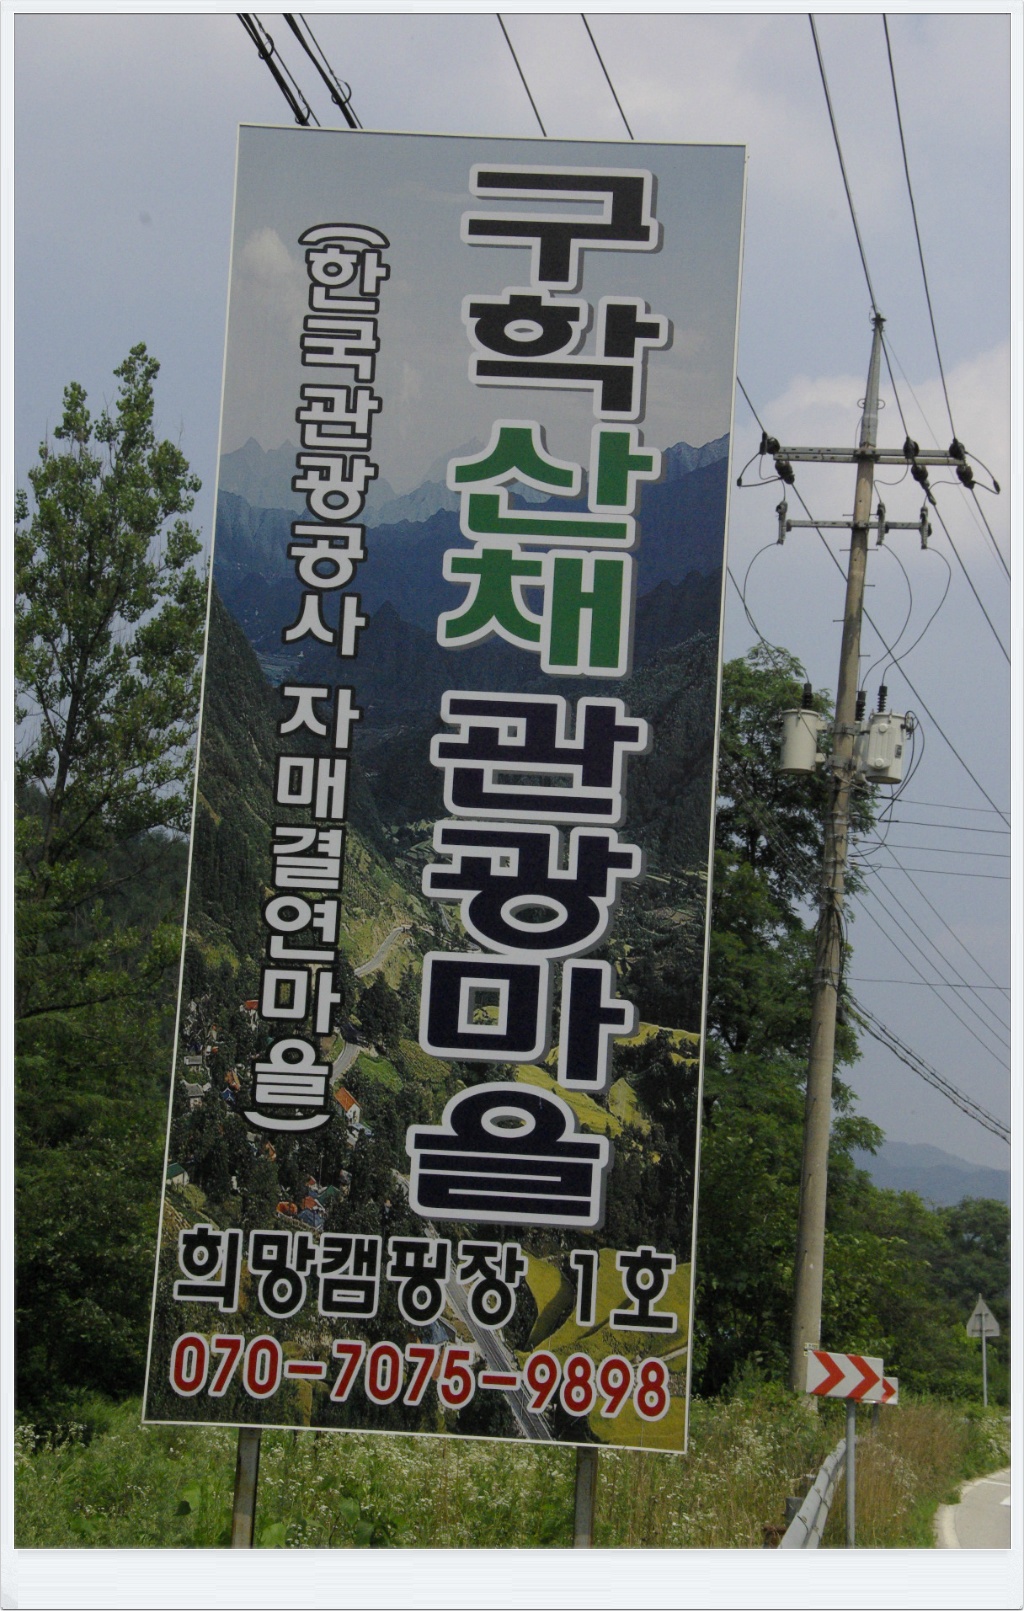 구학산채 관광마을
(한국관광공사 자매결연마을)
희망캠핑장 1호
070-7075-9898